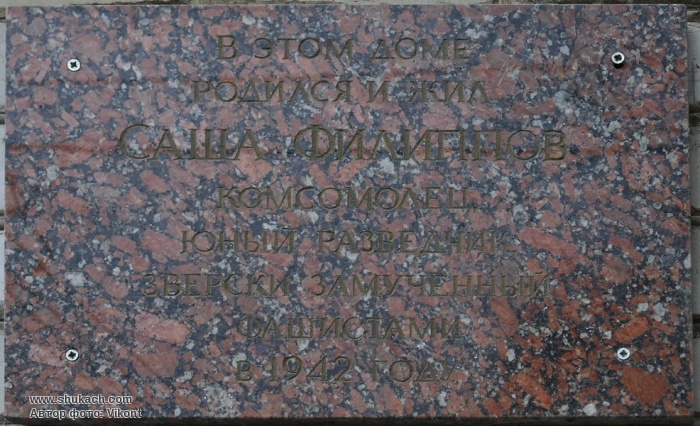 В ЭТОМ ДОМЕ
РОДИЛСЯ И ЖИЛ
САША ФИЛИППОВ
КОМСОМОЛЕЦ,
ЮНЫЙ РАЗВЕДЧИК,
ЗВЕРСКИ ЗАМУЧЕННЫЙ
ФАШИСТАМИ
В 1942 ГОДУ
www.shukach.com
Автор фото: Vikont